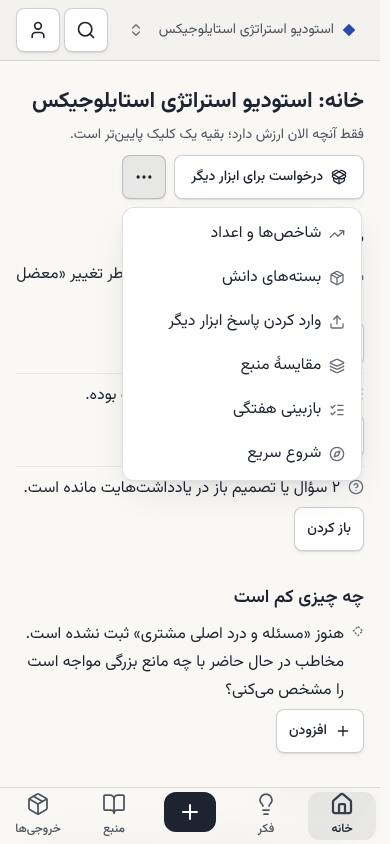 استودیو استراتژی استایلوجیکس
خانه: استودیو استراتژی استایلوجیکس
فقط آنچه الان ارزش دارد؛ بقیه یک کلیک پایین‌تر است.
درخواست برای ابزار دیگر
شاخص‌ها و اعداد
بسته‌های دانش
تغییر «معضل
وارد کردن پاسخ ابزار دیگر
مقایسهٔ منبع
بوده.
بازبینی هفتگی
شروع سریع
۲ سؤال یا تصمیم باز در یادداشت‌هایت مانده است.
باز کردن
چه چیزی کم است
هنوز «مسئله و درد اصلی مشتری» ثبت نشده است.
مخاطب در حال حاضر با چه مانع بزرگی مواجه است
را مشخص می‌کنی؟
افزودن
خانه
فکر
منبع
خروجی‌ها